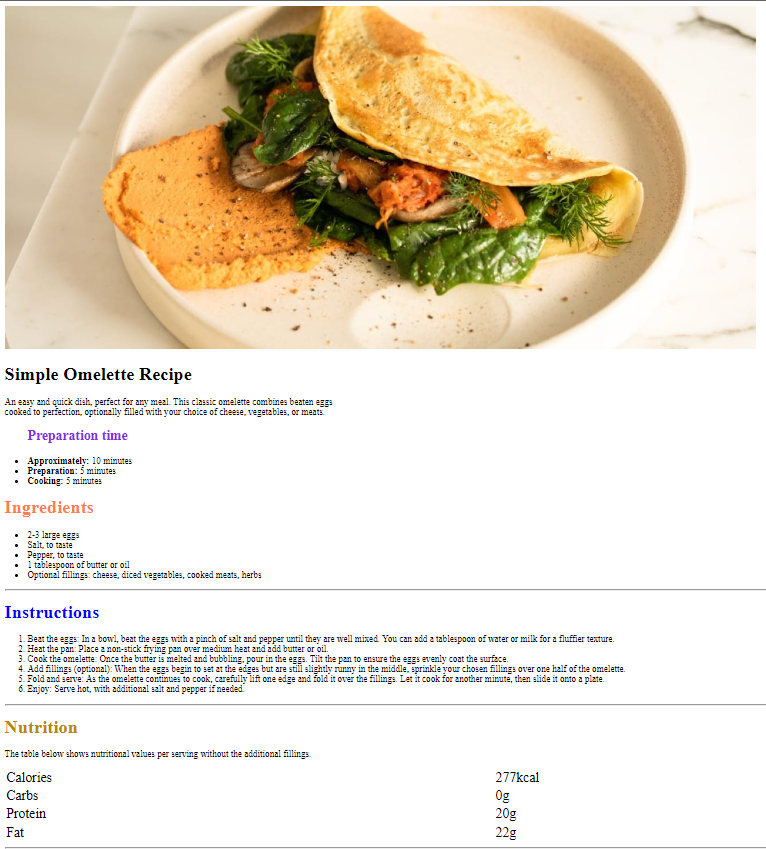 Simple Omelette Recipe
An easy and quick dish, perfect for any meal. This classic omelette combines beaten eggs
cooked to perfection, optionally filled with your choice of cheese, vegetables, or meats.
Preparation time
• Approximately: 10 minutes
• Preparation: 5 minutes
• Cooking: 5 minutes
Ingredients
• 2-3 large eggs
• Salt, to taste
• Pepper, to taste
• 1 tablespoon of butter or oil
• Optional fillings: cheese, diced vegetables, cooked meats, herbs
Instructions
1. Beat the eggs: In a bowl, beat the eggs with a pinch of salt and pepper until they are well mixed. You can add a tablespoon of water or milk for a fluffier texture.
2. Heat the pan: Place a non-stick frying pan over medium heat and add butter or oil.
3. Cook the omelette: Once the butter is melted and bubbling, pour in the eggs. Tilt the pan to ensure the eggs evenly coat the surface.
4. Add fillings (optional): When the eggs begin to set at the edges but are still slightly runny in the middle, sprinkle your chosen fillings over one half of the omelette.
5. Fold and serve: As the omelette continues to cook, carefully lift one edge and fold it over the fillings. Let it cook for another minute, then slide it onto a plate.
6. Enjoy: Serve hot, with additional salt and pepper if needed.
Nutrition
The table below shows nutritional values per serving without the additional fillings.
Calories 277kcal
Carbs 0g
Protein 20g
Fat 22g